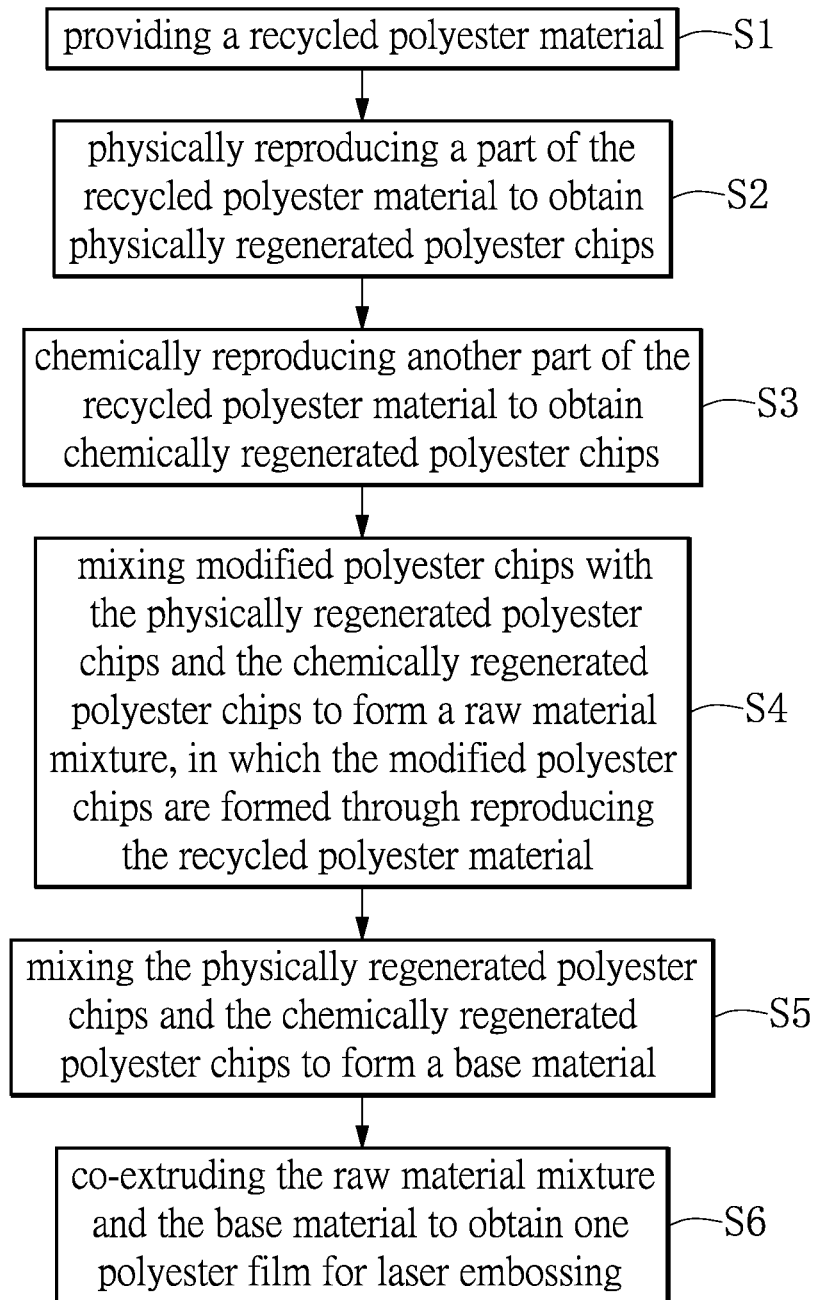 providing a recycled polyester material
S1
physically reproducing a part of the
recycled polyester material to obtain
physically regenerated polyester chips
S2
chemically reproducing another part of the
recycled polyester material to obtain
chemically regenerated polyester chips
S3
mixing modified polyester chips with
the physically regenerated polyester
chips and the chemically regenerated
polyester chips to form a raw material
mixture, in which the modified polyester
chips are formed through reproducing
the recycled polyester material
S4
mixing the physically regenerated polyester
chips and the chemically regenerated
polyester chips to form a base material
S5
co-extruding the raw material mixture
and the base material to obtain one
polyester film for laser embossing
S6